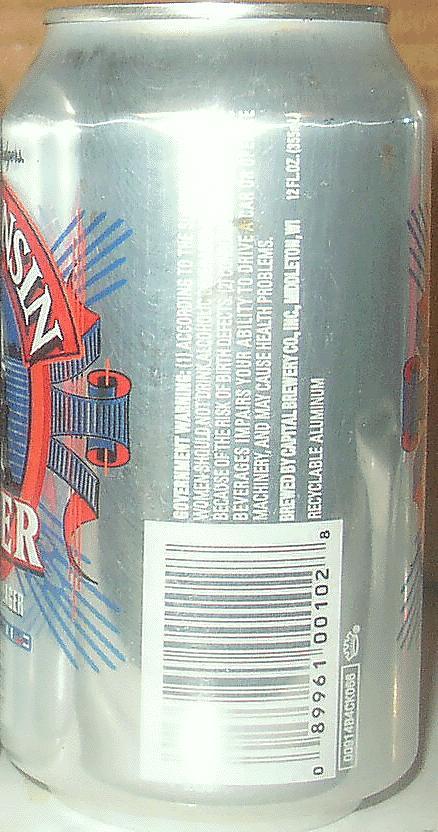 NSIN
ER
GER
GOVERNMENT WARNING: (1) ACCORDING TO THE
WOMEN SHOULD NOT DRINK ALCOHOLIC
BECAUSE OF THE RISK OF BIRTH DEFECTS.
BEVERAGES IMPAIRS YOUR ABILITY TO DRIVE A CAR OR OPERATE
MACHINERY, AND MAY CAUSE HEALTH PROBLEMS.
BREWED BY CAPITAL BREWERY CO., INC., MIDDLETON, WI 12 FL.OZ.
RECYCLABLE ALUMINUM
0 89961 00102 8